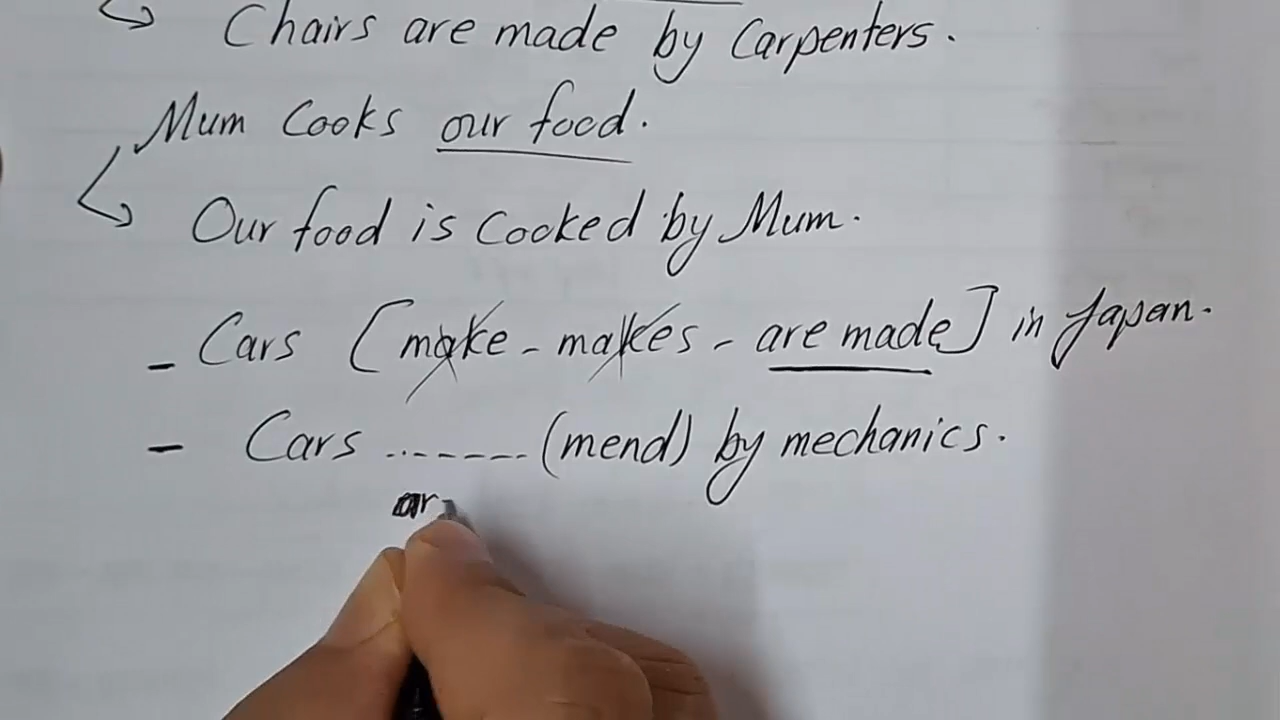 Chairs are made by Carpenters.
Mum Cooks our food.
Our food is Cooked by Mum.
- Cars [make - makes - are made] in Japan.
- Cars ....... (mend) by mechanics.
ar